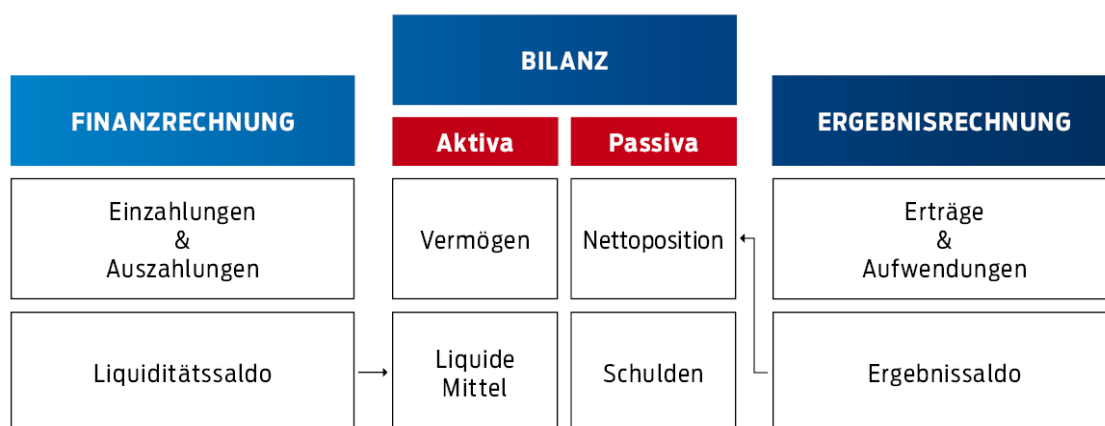 FINANZRECHNUNG
Einzahlungen
&
Auszahlungen
Liquiditätssaldo
BILANZ
Aktiva
Passiva
Vermögen
Nettoposition
Liquide
Mittel
Schulden
ERGEBNISRECHNUNG
Erträge
&
Aufwendungen
Ergebnissaldo